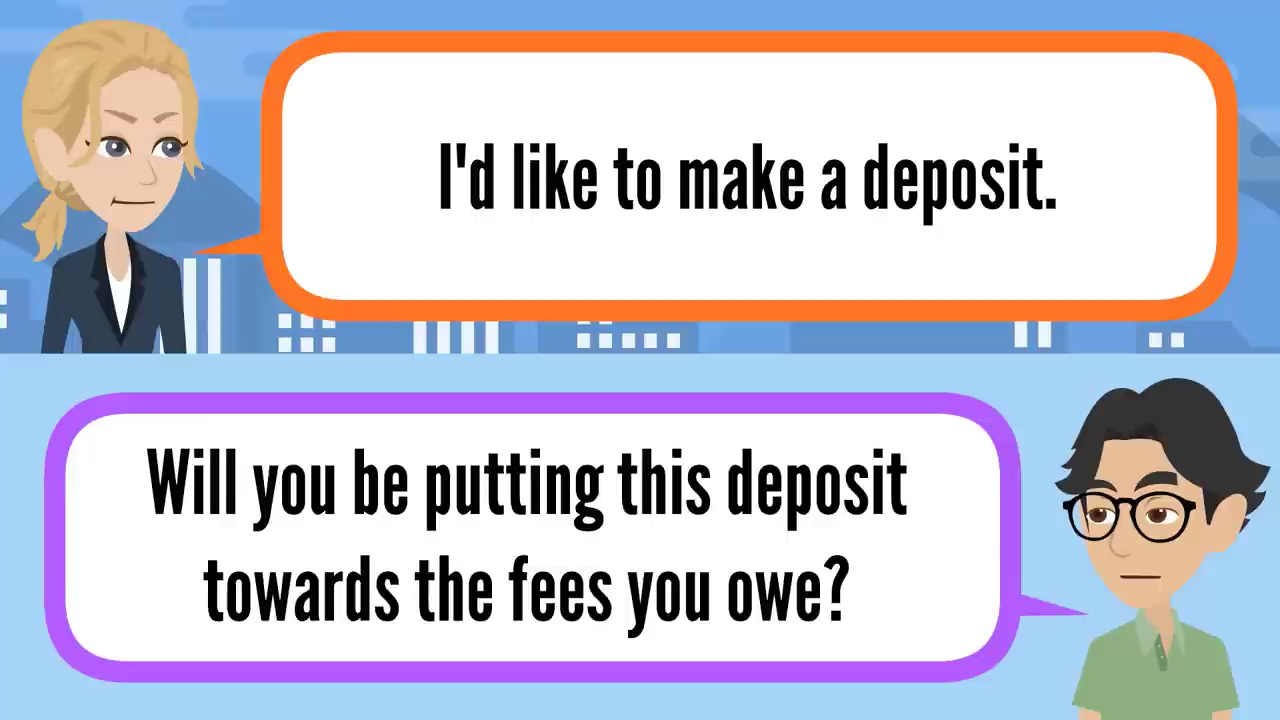 I'd like to make a deposit.
Will you be putting this deposit
towards the fees you owe?